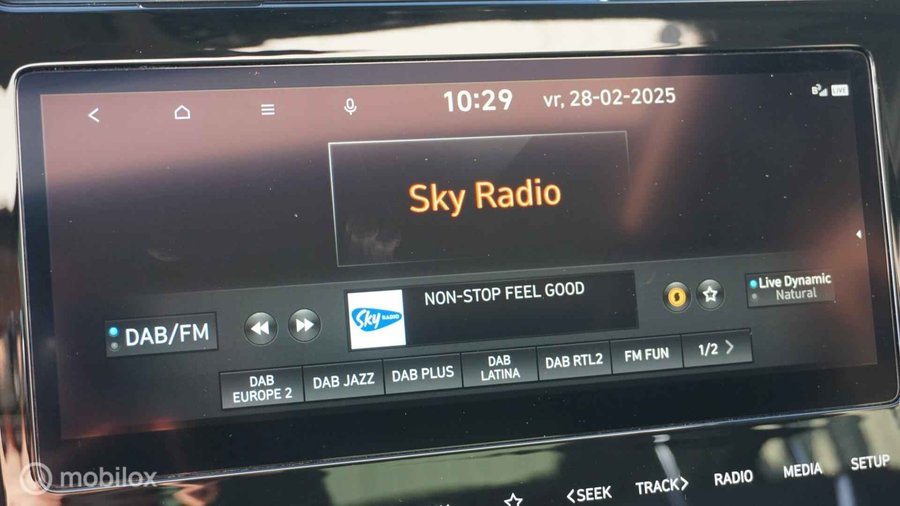 10:29 vr, 28-02-2025
LIVE
Sky Radio
NON-STOP FEEL GOOD
Sky RADIO
Live Dynamic
Natural
DAB/FM
DAB
EUROPE 2
DAB JAZZ
DAB PLUS
DAB
LATINA
DAB RTL2
FM FUN
1/2 >
mobilox
<SEEK
TRACK>
RADIO
MEDIA
SETUP